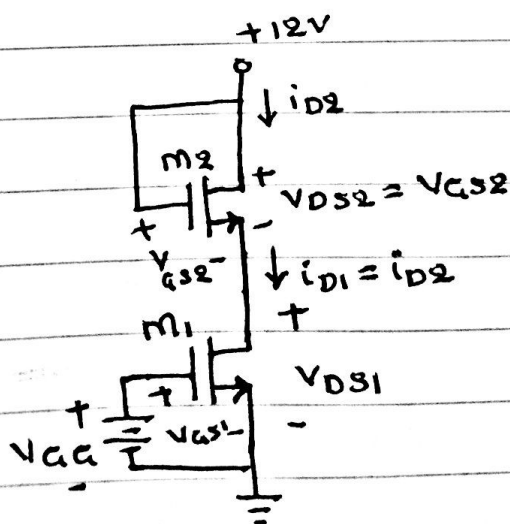 +12V
iD2
M2
+
VDS2 = VGS2
+
-
VGS2-
iD1 = iD2
+
M1
VDS1
+
+
VGS1-
-
VGG
-